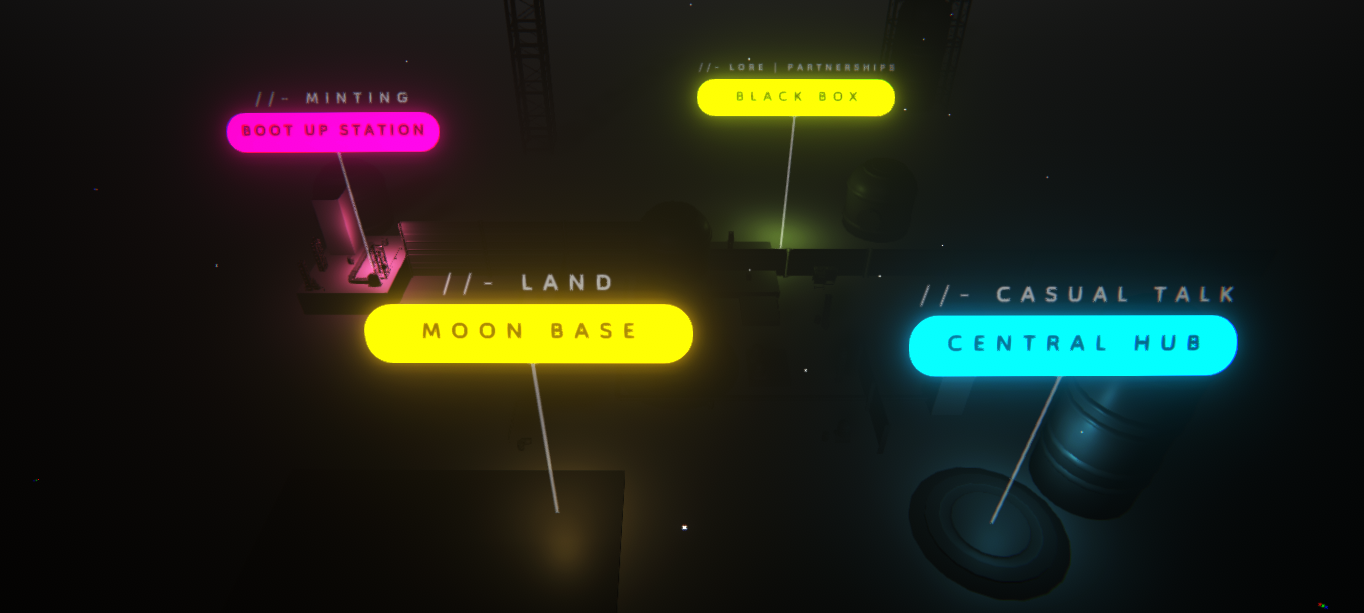 //- LORE | PARTNERSHIPS
BLACK BOX
//- MINTING
BOOT UP STATION
//- LAND
MOON BASE
//- CASUAL TALK
CENTRAL HUB